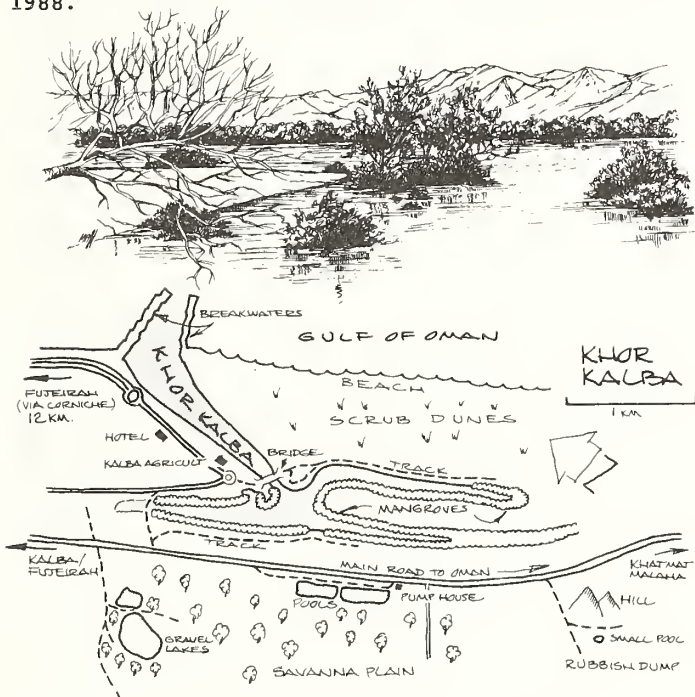 1988.
BREAKWATERS
GULF OF OMAN
KHOR KALBA
KHOR
KALBA
BEACH
1 KM
FUJEIRAH
(VIA CORNICHE)
12 KM.
SCRUB DUNES
HOTEL
BRIDGE
KALBA AGRICULT
TRACK
MANGROVES
TRACK
KALBA/
FUJEIRAH
MAIN ROAD TO OMAN
KHATMAT
MALAHA
PUMP HOUSE
POOLS
HILL
GRAVEL
LAKES
SMALL POOL
SAVANNA PLAIN
RUBBISH DUMP